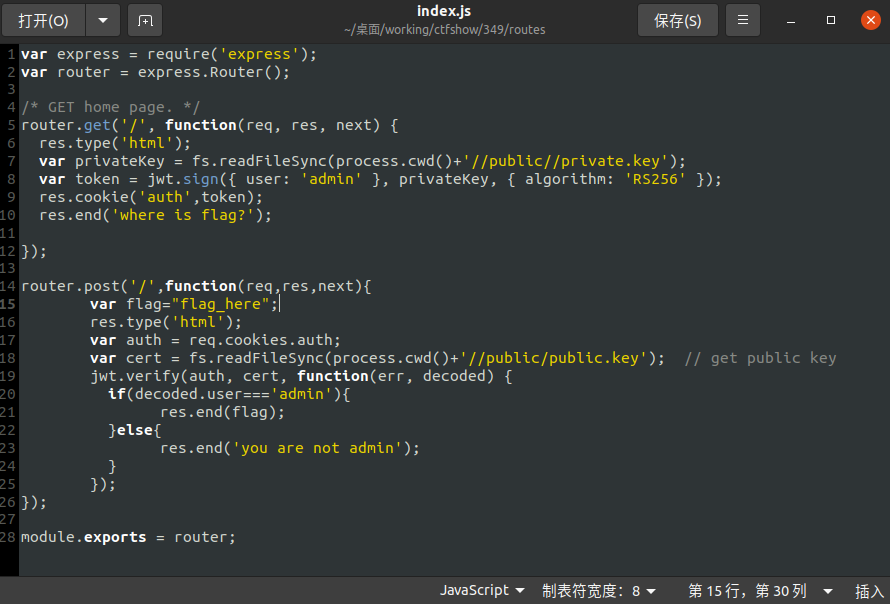 打开(O)
index.js
~/桌面/working/ctfshow/349/routes
保存(S)
1 var express = require('express');
2 var router = express.Router();
3
4 /* GET home page. */
5 router.get('/', function(req, res, next) {
6   res.type('html');
7   var privateKey = fs.readFileSync(process.cwd()+'//public//private.key');
8   var token = jwt.sign({ user: 'admin' }, privateKey, { algorithm: 'RS256' });
9   res.cookie('auth',token);
10   res.end('where is flag?');
11
12 });
13
14 router.post('/',function(req,res,next){
15         var flag="flag_here";
16         res.type('html');
17         var auth = req.cookies.auth;
18         var cert = fs.readFileSync(process.cwd()+'//public/public.key');  // get public key
19         jwt.verify(auth, cert, function(err, decoded) {
20           if(decoded.user==='admin'){
21                 res.end(flag);
22           }else{
23                 res.end('you are not admin');
24           }
25         });
26 });
27
28 module.exports = router;
JavaScript 制表符宽度：8 第 15 行，第 30 列 插入